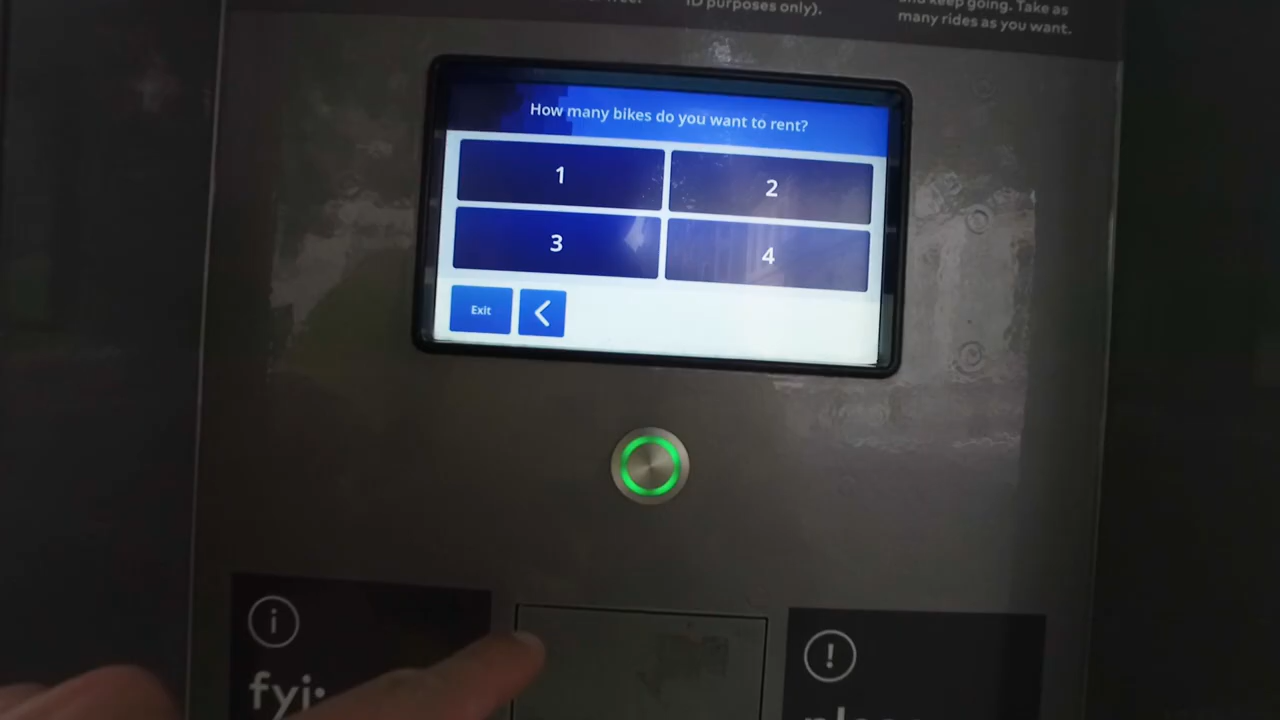 ID purposes only).
and keep going. Take as
many rides as you want.
How many bikes do you want to rent?
1
2
3
4
Exit
fyi: